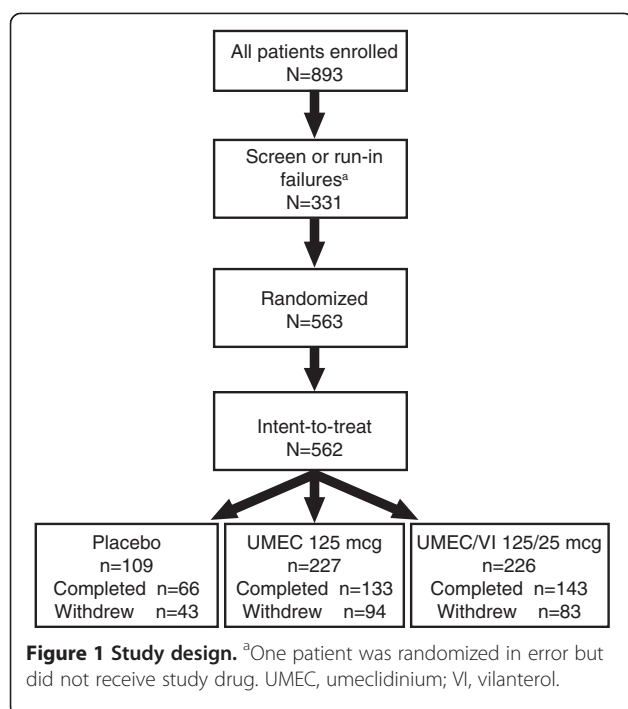 All patients enrolled
N=893
Screen or run-in
failuresᵃ
N=331
Randomized
N=563
Intent-to-treat
N=562
Placebo
n=109
Completed n=66
Withdrew n=43
UMEC 125 mcg
n=227
Completed n=133
Withdrew n=94
UMEC/VI 125/25 mcg
n=226
Completed n=143
Withdrew n=83
Figure 1 Study design. ᵃOne patient was randomized in error but
did not receive study drug. UMEC, umeclidinium; VI, vilanterol.